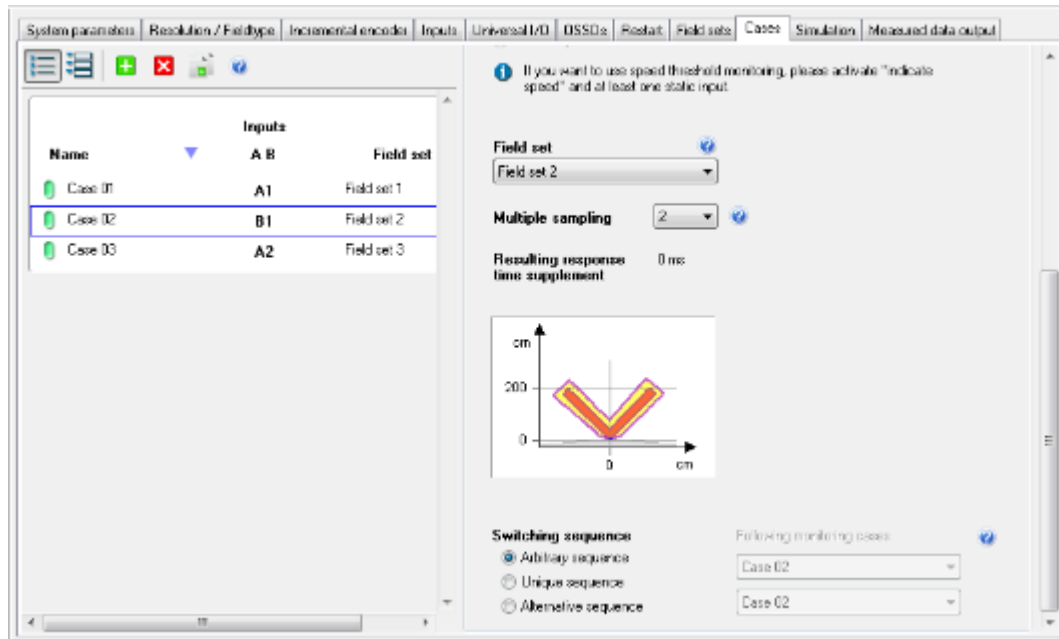 System parameters Resolution / Fieldtype Incremental encoder Inputs Universal I/O OSSDs Restart Field sets Cases Simulation Measured data output
If you want to use speed threshold monitoring, please activate "indicate
speed" and at least one static input.
Inputs
Name A B Field set
Case 01 A1 Field set 1
Case 02 B1 Field set 2
Case 03 A2 Field set 3
Field set
Field set 2
Multiple sampling 2
Resulting response 0 ms
time supplement
cm
200
0
0 cm
Switching sequence Following monitoring cases
Arbitrary sequence Case 02
Unique sequence
Alternative sequence Case 02